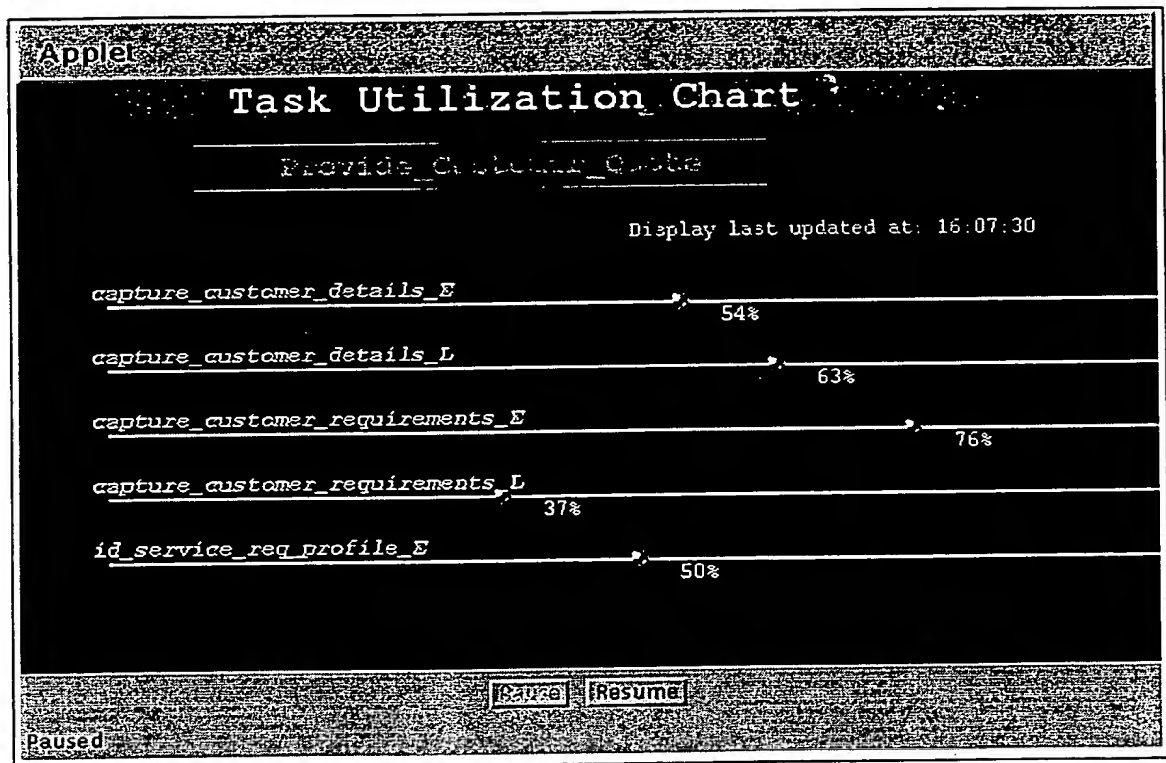 Applet
Task Utilization Chart
Provide_Customer_Quote
Display last updated at: 16:07:30
capture_customer_details_E
54%
capture_customer_details_L
63%
capture_customer_requirements_E
76%
capture_customer_requirements_L
37%
id_service_req_profile_E
50%
Pause Resume
Paused